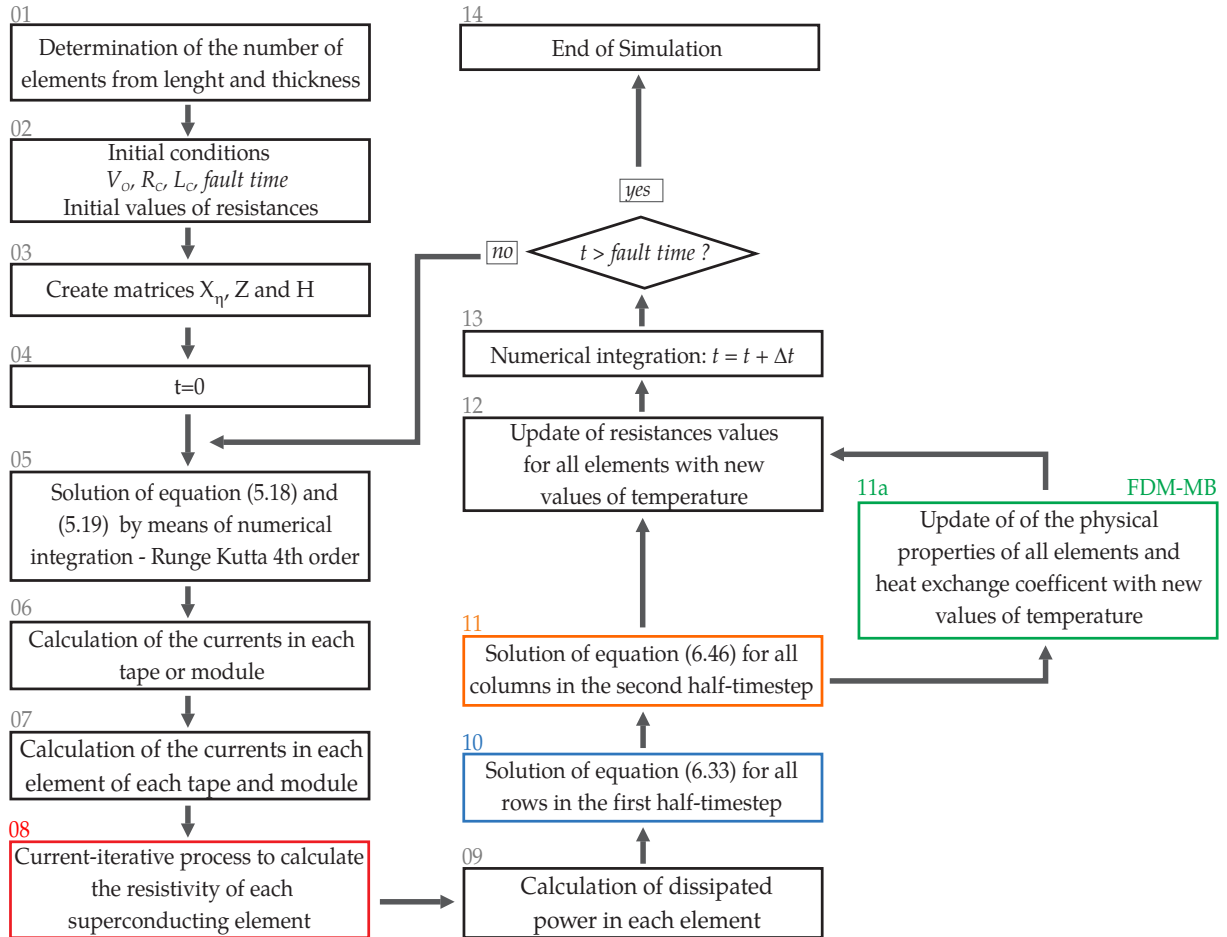 01
Determination of the number of
elements from lenght and thickness
02
Initial conditions
V_o, R_C, L_C, fault time
Initial values of resistances
03
Create matrices X_η, Z and H
04
t=0
05
Solution of equation (5.18) and
(5.19) by means of numerical
integration - Runge Kutta 4th order
06
Calculation of the currents in each
tape or module
07
Calculation of the currents in each
element of each tape and module
08
Current-iterative process to calculate
the resistivity of each
superconducting element
09
Calculation of dissipated
power in each element
10
Solution of equation (6.33) for all
rows in the first half-timestep
11
Solution of equation (6.46) for all
columns in the second half-timestep
11a
FDM-MB
Update of of the physical
properties of all elements and
heat exchange coefficent with new
values of temperature
12
Update of resistances values
for all elements with new
values of temperature
13
Numerical integration: t = t + Δt
t > fault time ?
no
yes
14
End of Simulation